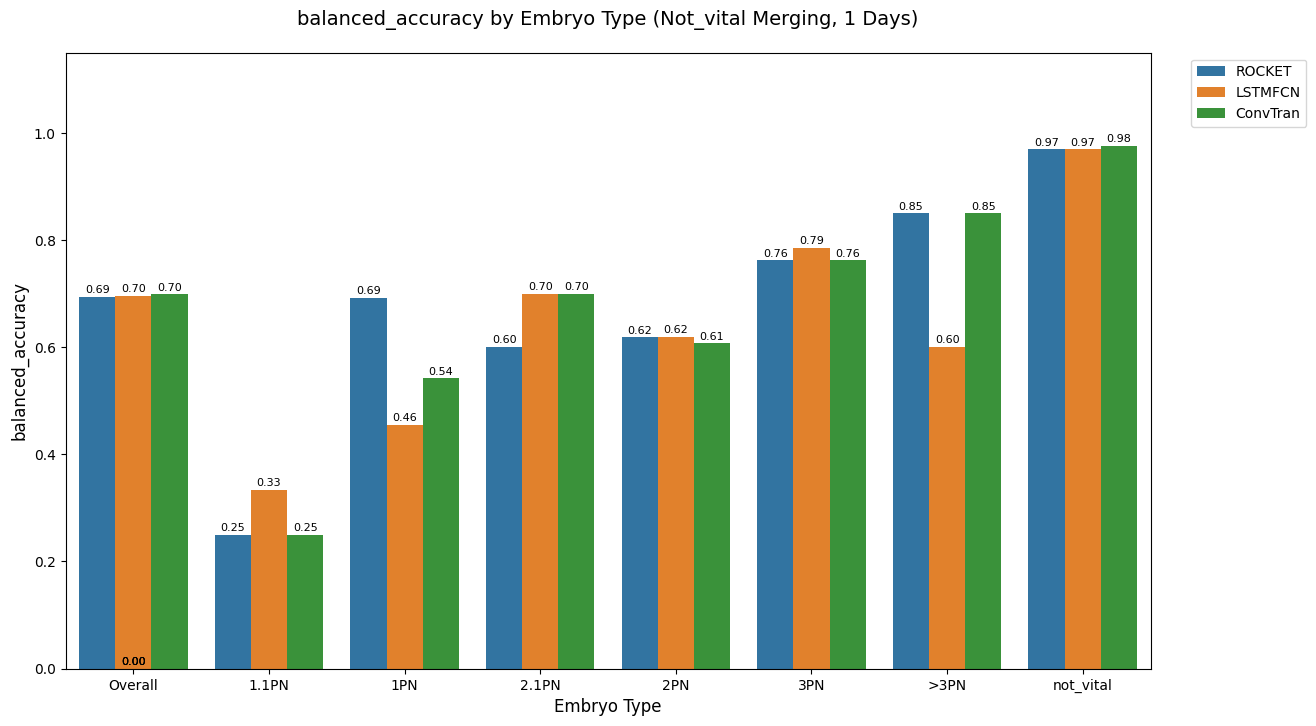 balanced_accuracy by Embryo Type (Not_vital Merging, 1 Days)
ROCKET
LSTMFCN
ConvTran
balanced_accuracy
1.0
0.8
0.6
0.4
0.2
0.0
0.69 0.70 0.70
0.00
0.25 0.33 0.25
0.69 0.46 0.54
0.60 0.70 0.70
0.62 0.62 0.61
0.76 0.79 0.76
0.85 0.60 0.85
0.97 0.97 0.98
Overall 1.1PN 1PN 2.1PN 2PN 3PN >3PN not_vital
Embryo Type